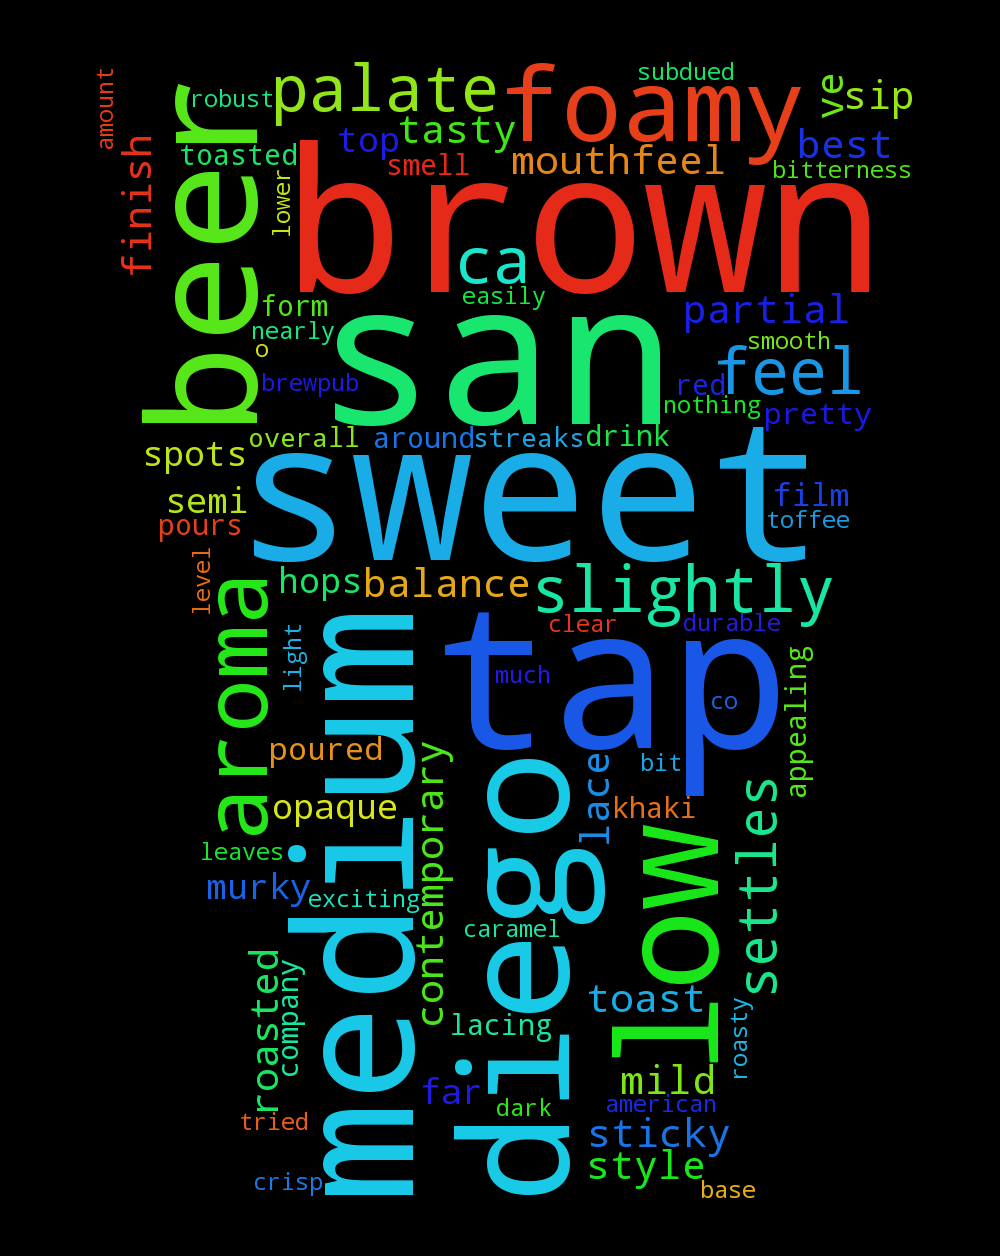 subdued
amount
robust
palate
foamy
ve
sip
tasty
top
best
beer
finish
toasted
smell
mouthfeel
bitterness
lower
brown
ca
easily
form
nearly
o
san
partial
smooth
feel
brewpub
red
nothing
pretty
overall
around
streaks
drink
spots
sweet
semi
film
pours
toffee
level
hops
balance
slightly
aroma
light
medium
clear
durable
tap
much
co
appealing
poured
contemporary
diego
lace
bit
opaque
khaki
low
settles
leaves
murky
exciting
caramel
roasted
company
lacing
toast
roasty
far
dark
mild
american
tried
sticky
style
crisp
base